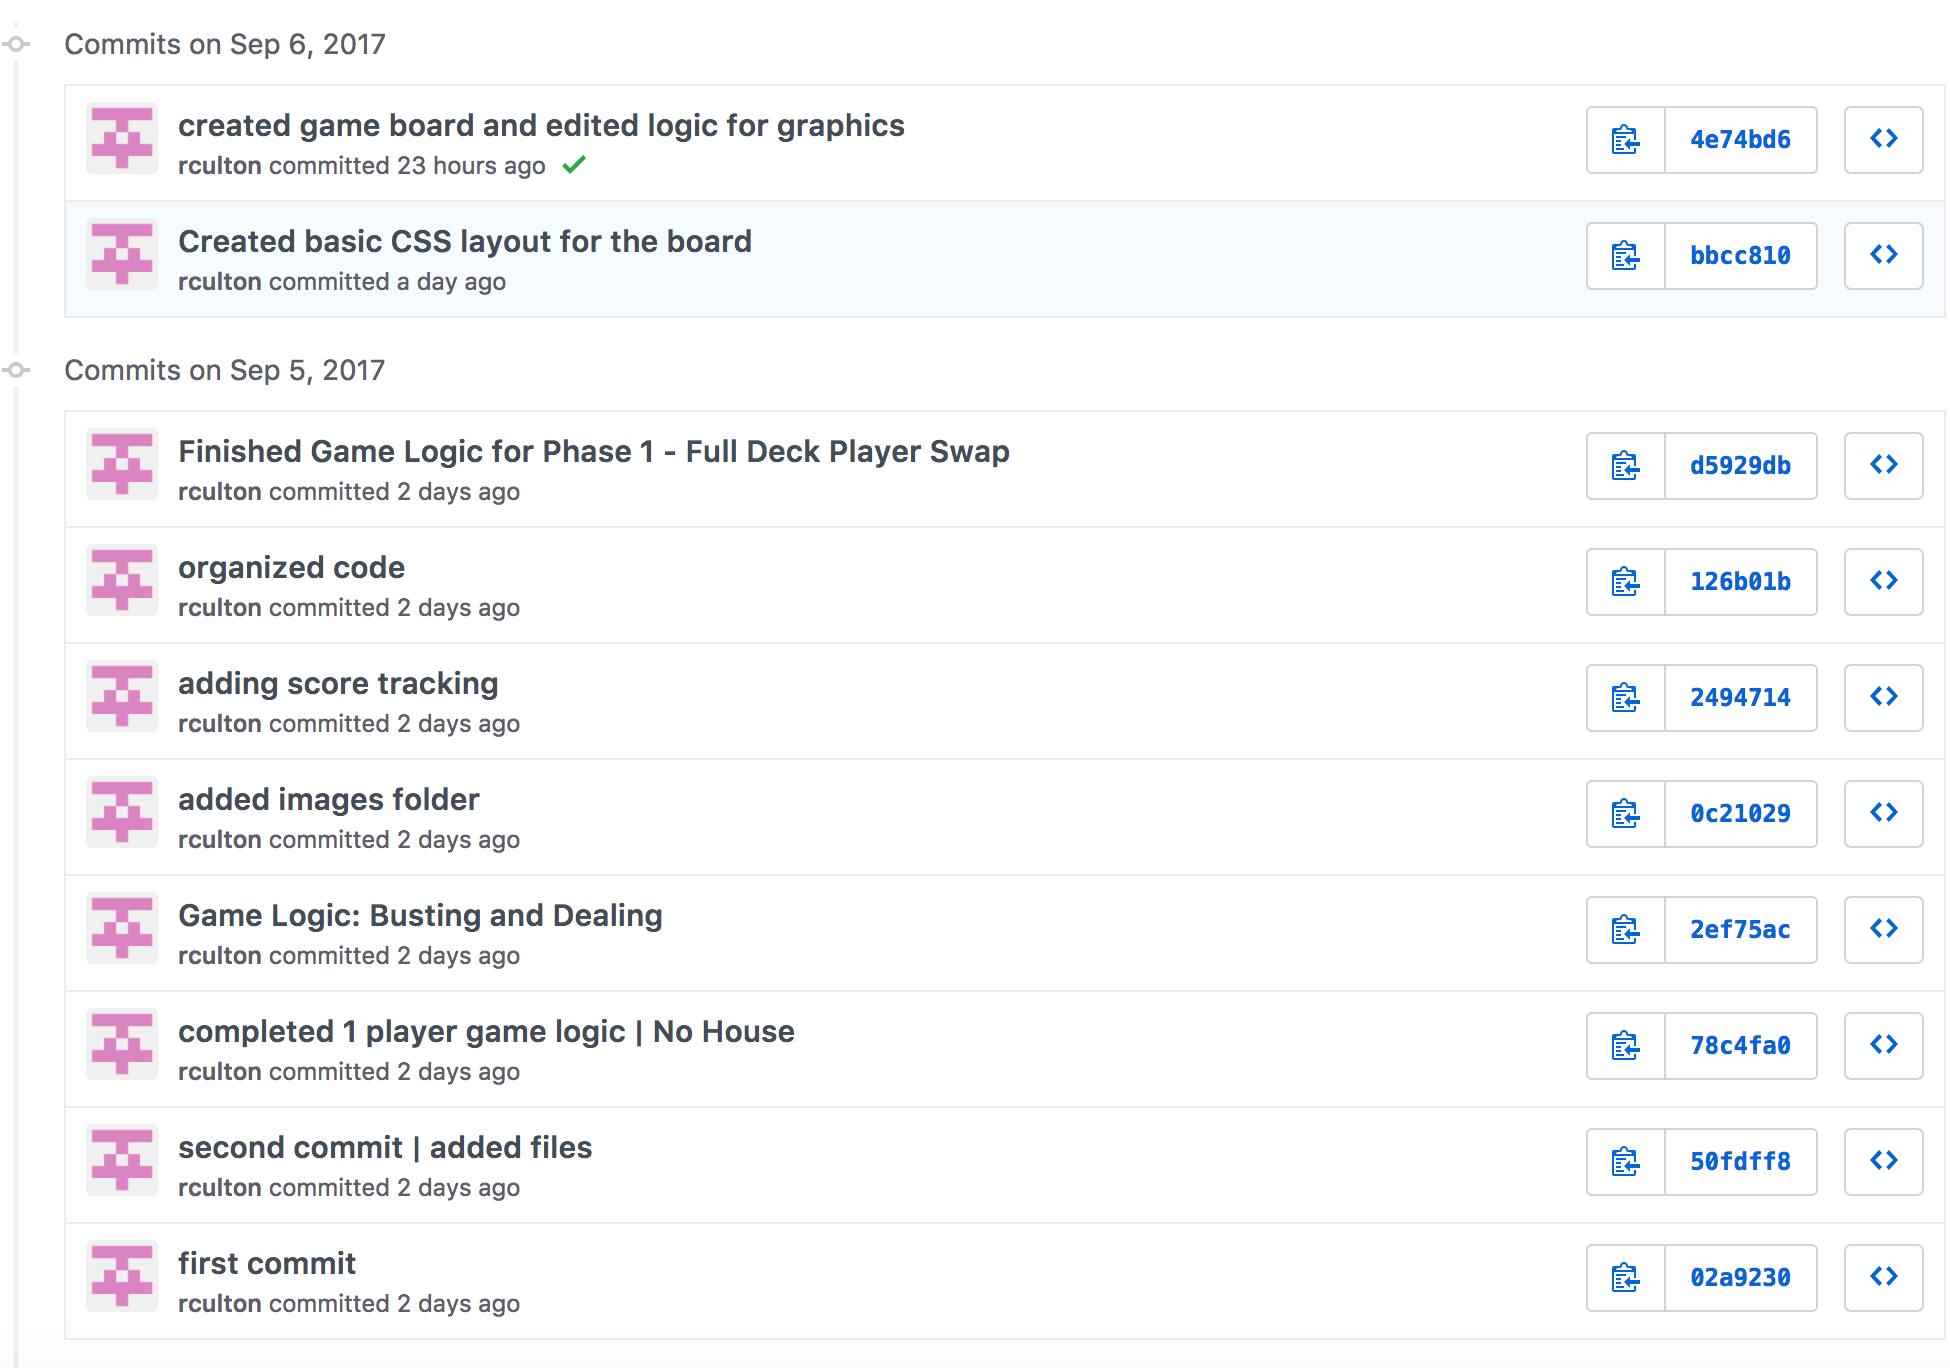 Commits on Sep 6, 2017
created game board and edited logic for graphics
rculton committed 23 hours ago
4e74bd6
Created basic CSS layout for the board
rculton committed a day ago
bbcc810
Commits on Sep 5, 2017
Finished Game Logic for Phase 1 - Full Deck Player Swap
rculton committed 2 days ago
d5929db
organized code
rculton committed 2 days ago
126b01b
adding score tracking
rculton committed 2 days ago
2494714
added images folder
rculton committed 2 days ago
0c21029
Game Logic: Busting and Dealing
rculton committed 2 days ago
2ef75ac
completed 1 player game logic | No House
rculton committed 2 days ago
78c4fa0
second commit | added files
rculton committed 2 days ago
50fdff8
first commit
rculton committed 2 days ago
02a9230